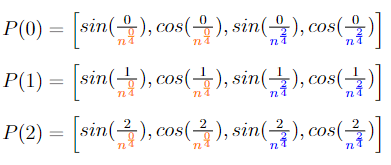 P(0) = [sin(0/n^{0/4}), cos(0/n^{0/4}), sin(0/n^{2/4}), cos(0/n^{2/4})]
P(1) = [sin(1/n^{0/4}), cos(1/n^{0/4}), sin(1/n^{2/4}), cos(1/n^{2/4})]
P(2) = [sin(2/n^{0/4}), cos(2/n^{0/4}), sin(2/n^{2/4}), cos(2/n^{2/4})]